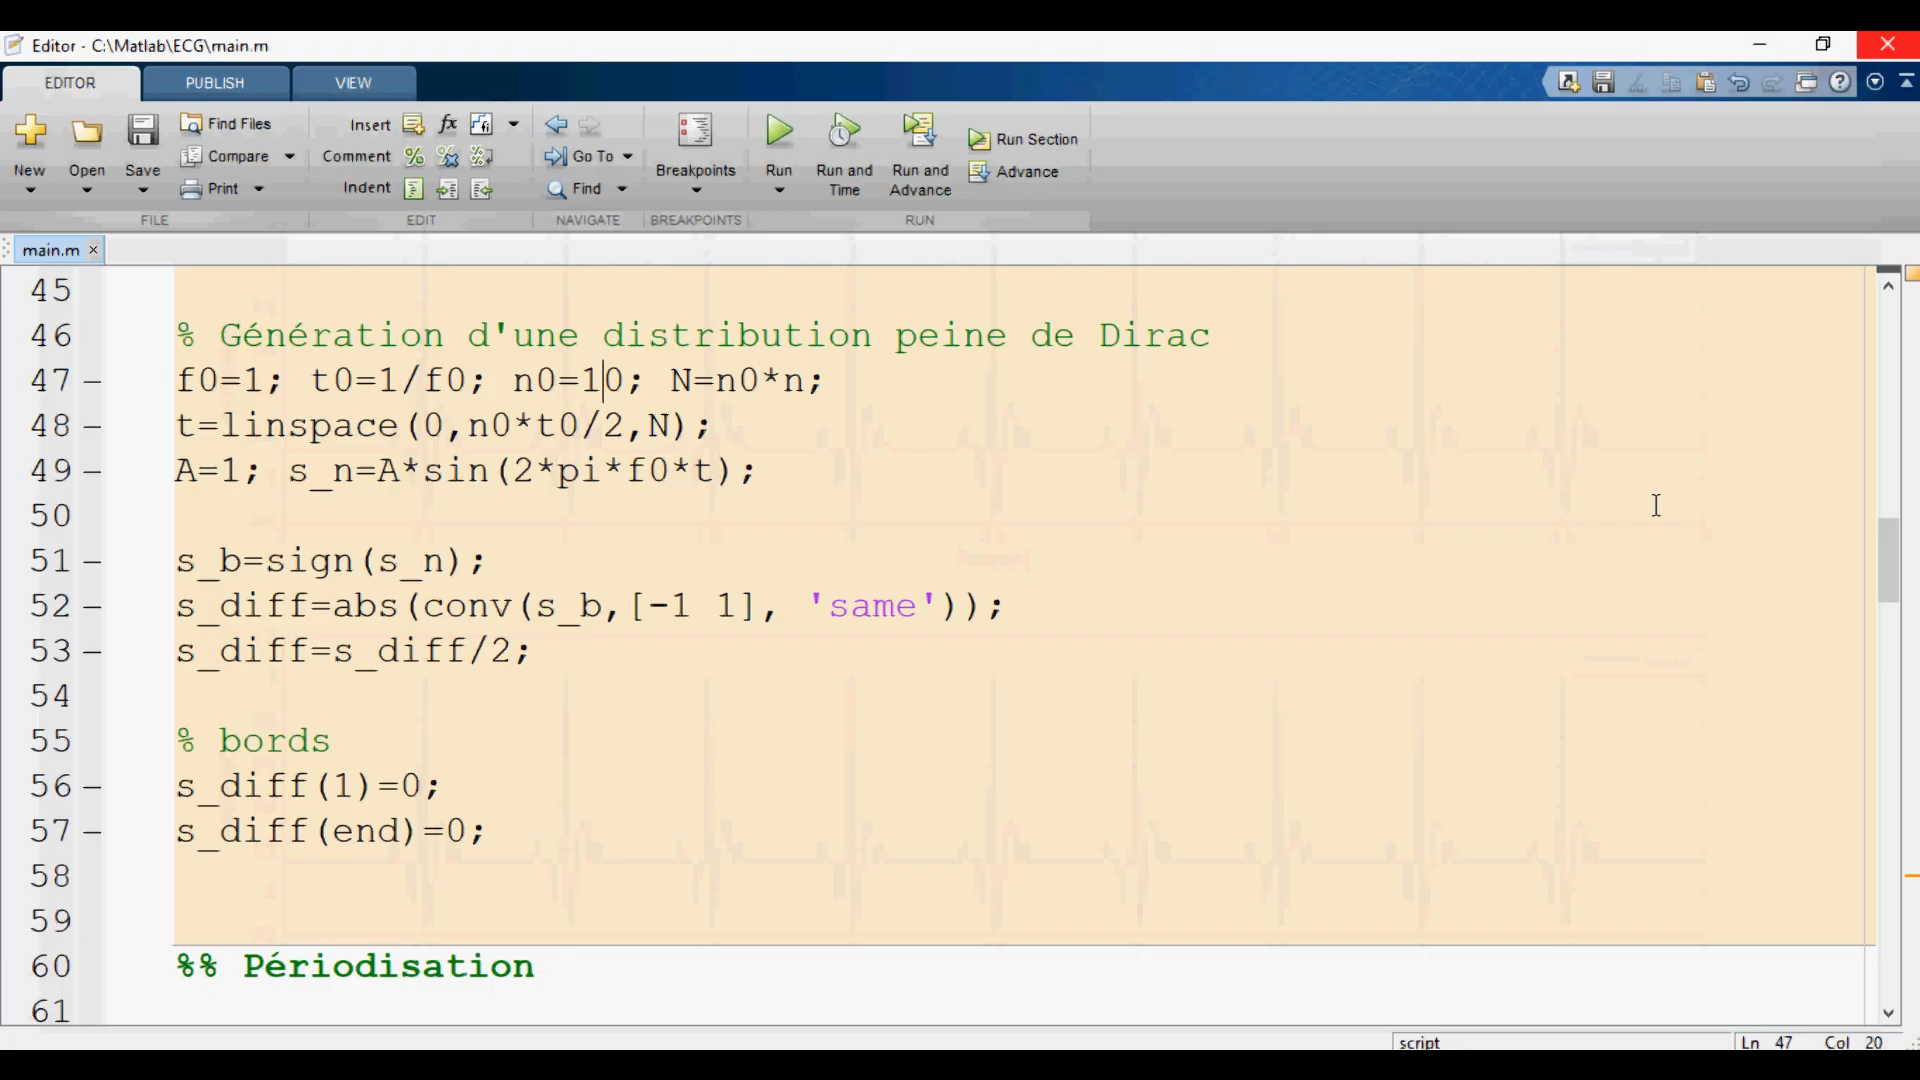 Editor - C:\Matlab\ECG\main.m
EDITOR PUBLISH VIEW
Find Files Insert fx fi
Compare Comment Go To
Print Indent Find
New Open Save Breakpoints Run Run and Time Run and Advance Run Section Advance
FILE EDIT NAVIGATE BREAKPOINTS RUN
main.m ×
45
46 % Génération d'une distribution peine de Dirac
47 – f0=1; t0=1/f0; n0=10; N=n0*n;
48 – t=linspace(0,n0*t0/2,N);
49 – A=1; s_n=A*sin(2*pi*f0*t);
50
51 – s_b=sign(s_n);
52 – s_diff=abs(conv(s_b,[-1 1], 'same'));
53 – s_diff=s_diff/2;
54
55 % bords
56 – s_diff(1)=0;
57 – s_diff(end)=0;
58
59
60 %% Périodisation
61
script Ln 47 Col 20